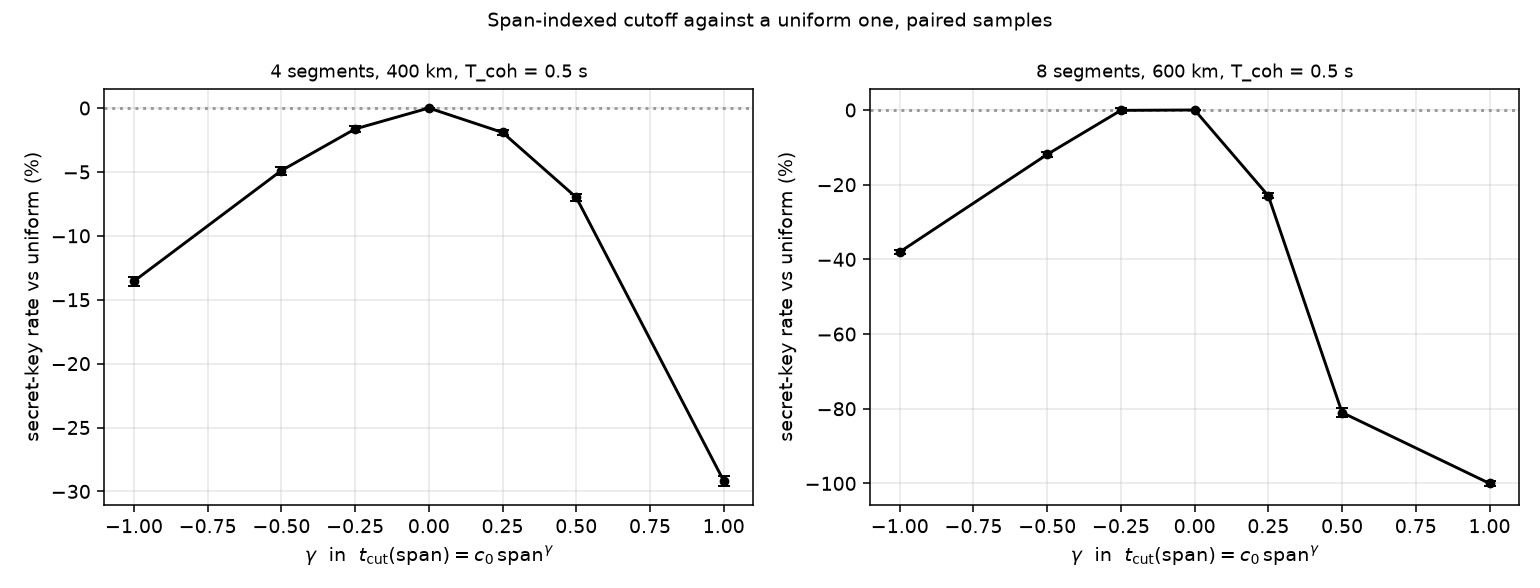 Span-indexed cutoff against a uniform one, paired samples
4 segments, 400 km, T_coh = 0.5 s
secret-key rate vs uniform (%)
0
−5
−10
−15
−20
−25
−30
−1.00 −0.75 −0.50 −0.25 0.00 0.25 0.50 0.75 1.00
γ in t_cut(span) = c₀ span^γ
8 segments, 600 km, T_coh = 0.5 s
secret-key rate vs uniform (%)
0
−20
−40
−60
−80
−100
−1.00 −0.75 −0.50 −0.25 0.00 0.25 0.50 0.75 1.00
γ in t_cut(span) = c₀ span^γ